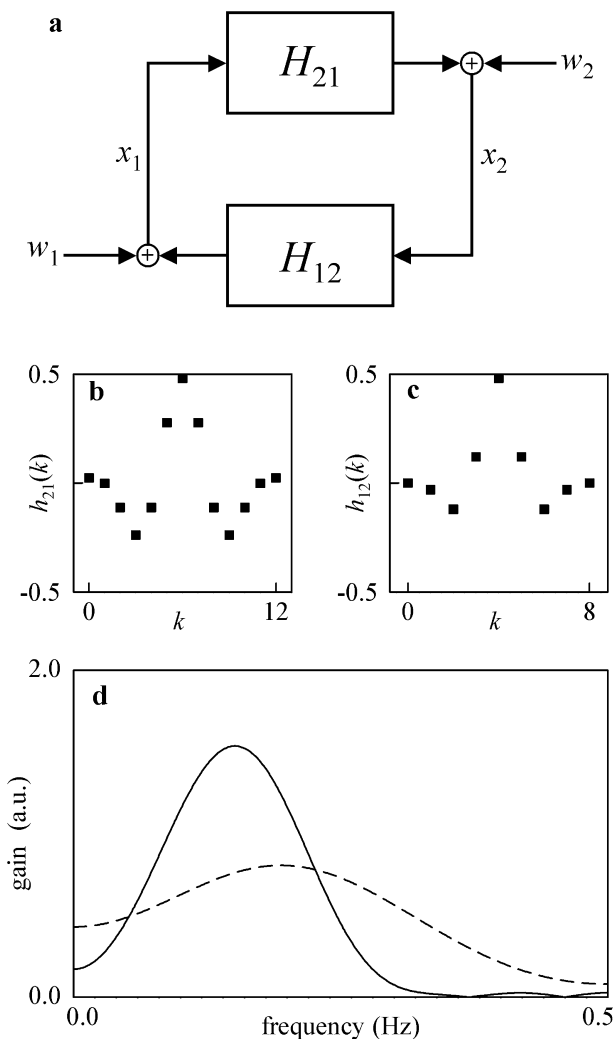 a
H21
w2
x1
x2
w1
H12
b
c
0.5
0.5
h21(k)
h12(k)
-0.5
-0.5
0
12
0
8
k
k
2.0
d
gain (a.u.)
0.0
0.0
0.5
frequency (Hz)